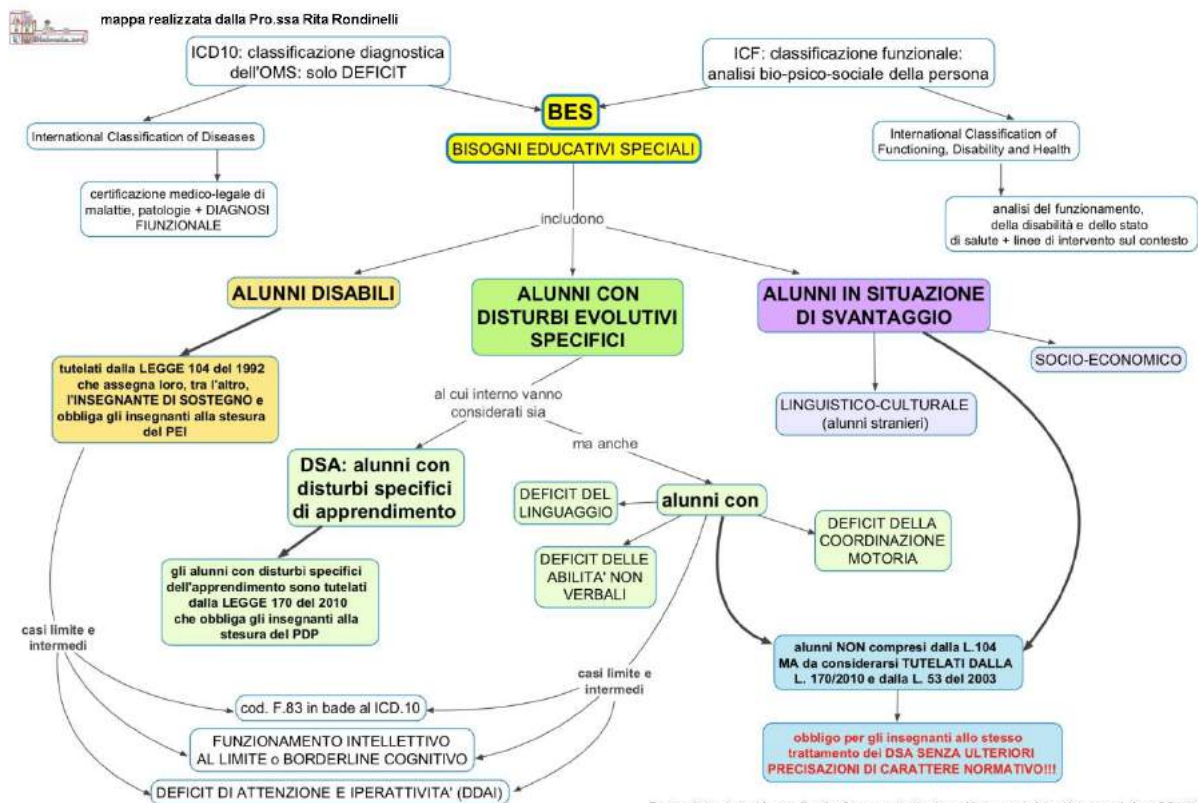 mappa realizzata dalla Pro.ssa Rita Rondinelli
ICD10: classificazione diagnostica
dell'OMS: solo DEFICIT
ICF: classificazione funzionale:
analisi bio-psico-sociale della persona
BES
BISOGNI EDUCATIVI SPECIALI
International Classification of Diseases
International Classification of
Functioning, Disability and Health
certificazione medico-legale di
malattie, patologie + DIAGNOSI
FIUNZIONALE
analisi del funzionamento,
della disabilità e dello stato
di salute + linee di intervento sul contesto
includono
ALUNNI DISABILI
ALUNNI CON
DISTURBI EVOLUTIVI
SPECIFICI
ALUNNI IN SITUAZIONE
DI SVANTAGGIO
tutelati dalla LEGGE 104 del 1992
che assegna loro, tra l'altro,
l'INSEGNANTE DI SOSTEGNO e
obbliga gli insegnanti alla stesura
del PEI
al cui interno vanno
considerati sia
ma anche
SOCIO-ECONOMICO
LINGUISTICO-CULTURALE
(alunni stranieri)
DSA: alunni con
disturbi specifici
di apprendimento
alunni con
DEFICIT DEL
LINGUAGGIO
DEFICIT DELLE
ABILITA' NON
VERBALI
DEFICIT DELLA
COORDINAZIONE
MOTORIA
gli alunni con disturbi specifici
dell'apprendimento sono tutelati
dalla LEGGE 170 del 2010
che obbliga gli insegnanti alla
stesura del PDP
casi limite e
intermedi
casi limite e
intermedi
alunni NON compresi dalla L.104
MA da considerarsi TUTELATI DALLA
L. 170/2010 e dalla L. 53 del 2003
cod. F.83 in bade al ICD.10
FUNZIONAMENTO INTELLETTIVO
AL LIMITE o BORDERLINE COGNITIVO
DEFICIT DI ATTENZIONE E IPERATTIVITA' (DDAI)
obbligo per gli insegnanti allo stesso
trattamento dei DSA SENZA ULTERIORI
PRECISAZIONI DI CARATTERE NORMATIVO!!!